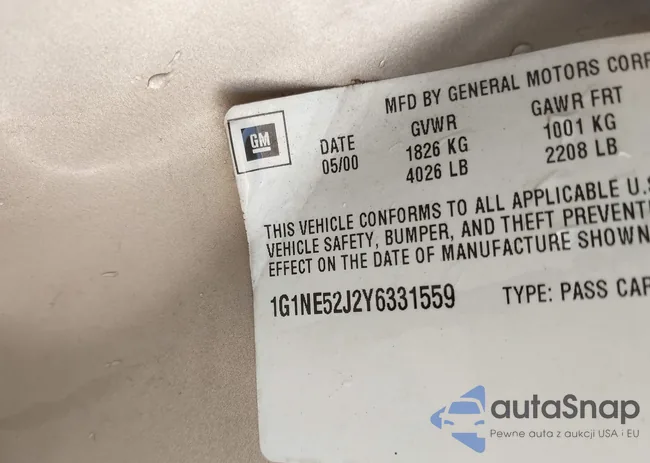 MFD BY GENERAL MOTORS CORP
GM
DATE GVWR GAWR FRT
05/00 1826 KG 1001 KG
4026 LB 2208 LB
THIS VEHICLE CONFORMS TO ALL APPLICABLE U.S
VEHICLE SAFETY, BUMPER, AND THEFT PREVENTI
EFFECT ON THE DATE OF MANUFACTURE SHOWN
1G1NE52J2Y6331559 TYPE: PASS CAR
autaSnap
Pewne auta z aukcji USA i EU